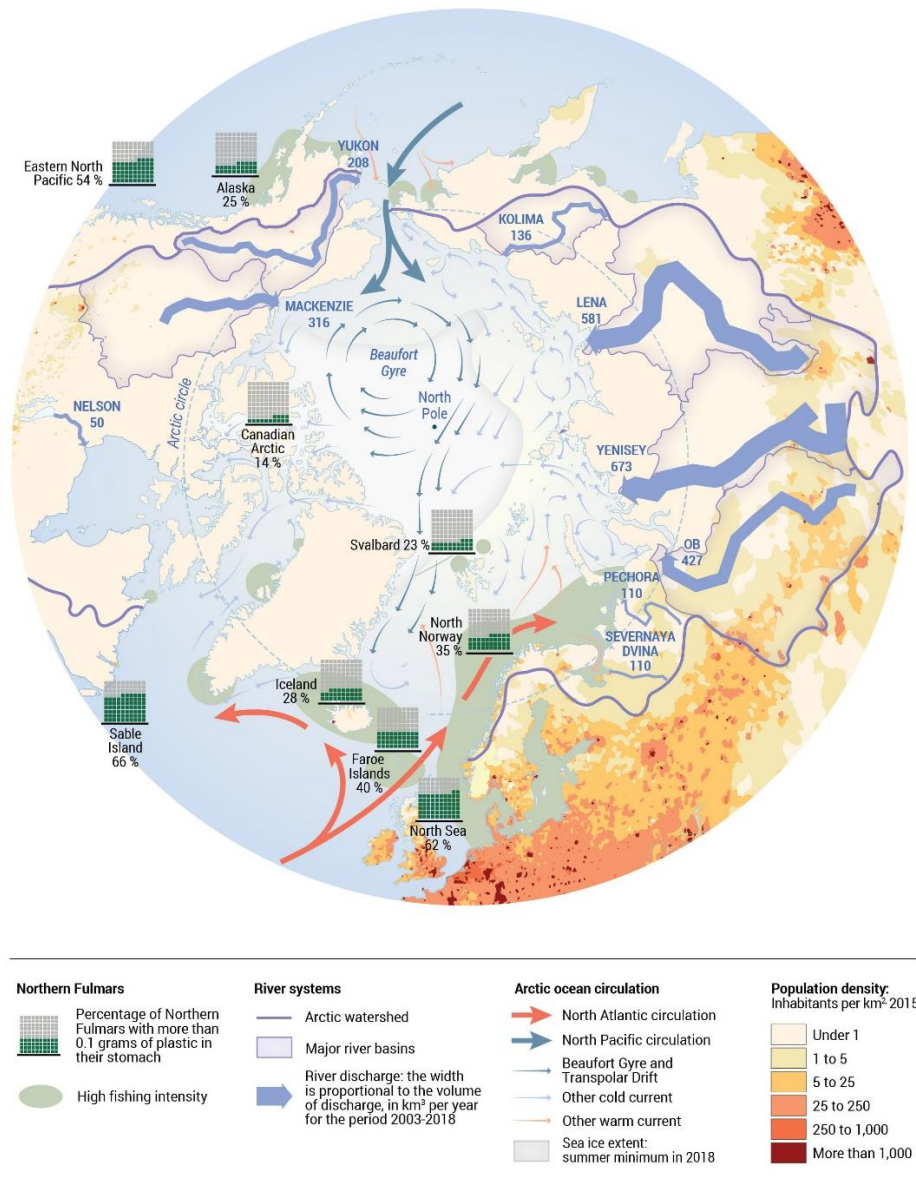 YUKON
208
Eastern North
Pacific 54 %
Alaska
25 %
KOLIMA
136
MACKENZIE
316
LENA
581
Beaufort
Gyre
North
Pole
Arctic circle
NELSON
50
Canadian
Arctic
14 %
YENISEY
673
Svalbard 23 %
OB
427
PECHORA
110
North
Norway
35 %
SEVERNAYA
DVINA
110
Iceland
28 %
Sable
Island
66 %
Faroe
Islands
40 %
North Sea
62 %
Northern Fulmars
Percentage of Northern
Fulmars with more than
0.1 grams of plastic in
their stomach
High fishing intensity
River systems
Arctic watershed
Major river basins
River discharge: the width
is proportional to the volume
of discharge, in km³ per year
for the period 2003-2018
Arctic ocean circulation
North Atlantic circulation
North Pacific circulation
Beaufort Gyre and
Transpolar Drift
Other cold current
Other warm current
Sea ice extent:
summer minimum in 2018
Population density:
Inhabitants per km² 2015
Under 1
1 to 5
5 to 25
25 to 250
250 to 1,000
More than 1,000